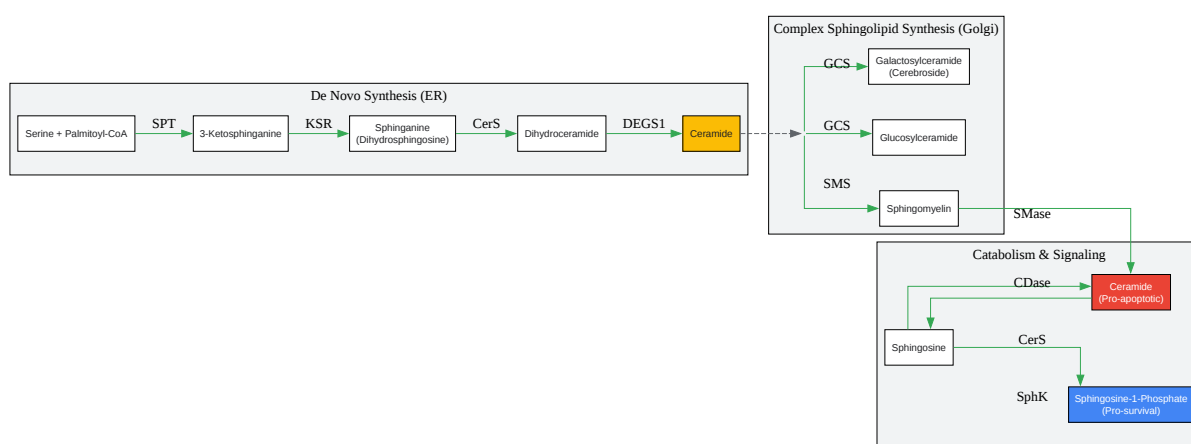 De Novo Synthesis (ER)
Serine + Palmitoyl-CoA
SPT
3-Ketosphinganine
KSR
Sphinganine
(Dihydrosphingosine)
CerS
Dihydroceramide
DEGS1
Ceramide
Complex Sphingolipid Synthesis (Golgi)
GCS
Galactosylceramide
(Cerebroside)
GCS
Glucosylceramide
SMS
Sphingomyelin
SMase
Catabolism & Signaling
CDase
Ceramide
(Pro-apoptotic)
Sphingosine
CerS
SphK
Sphingosine-1-Phosphate
(Pro-survival)